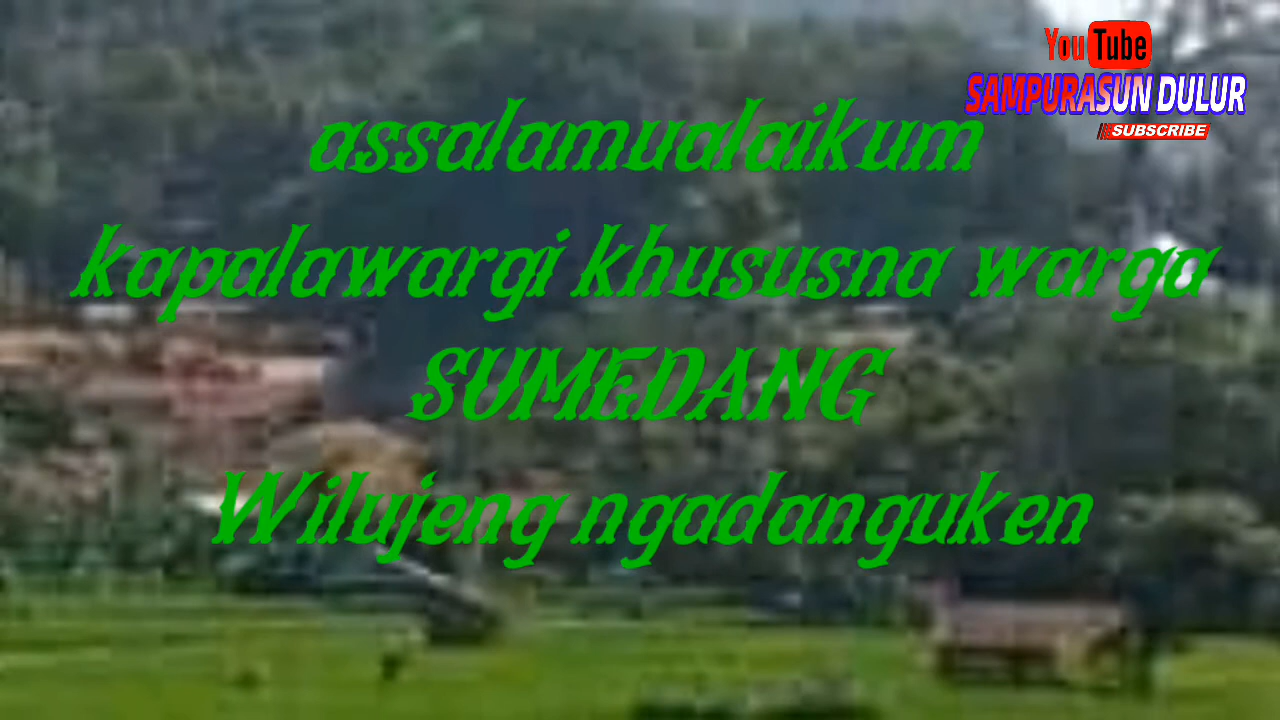 YouTube
SAMPURASUN DULUR
SUBSCRIBE
assalamualaikum
kapalawargi khususna warga
SUMEDANG
Wilujeng ngadanguken